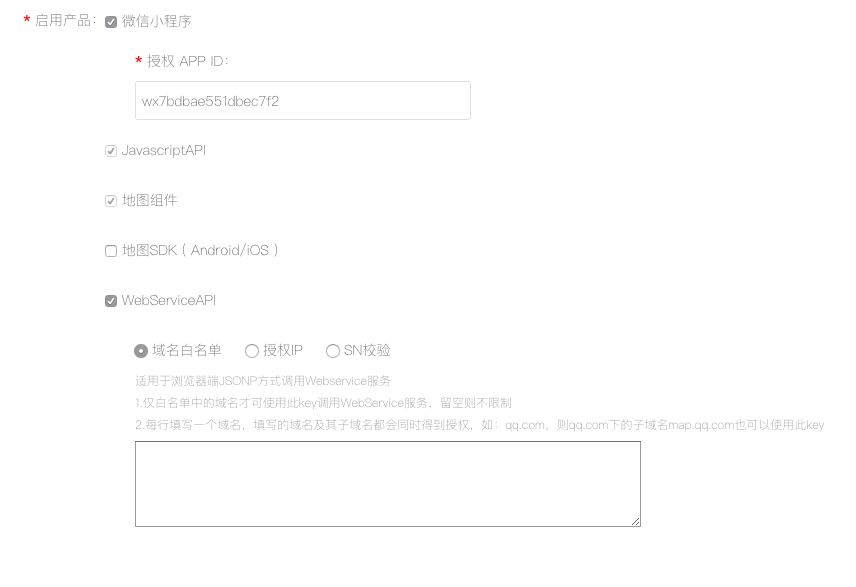 * 启用产品： 微信小程序
* 授权 APP ID：
wx7bdbae551dbec7f2
JavascriptAPI
地图组件
地图SDK（Android/iOS）
WebServiceAPI
域名白名单 授权IP SN校验
适用于浏览器端JSONP方式调用Webservice服务
1.仅白名单中的域名才可使用此key调用WebService服务，留空则不限制
2.每行填写一个域名，填写的域名及其子域名都会同时得到授权，如：qq.com，则qq.com下的子域名map.qq.com也可以使用此key